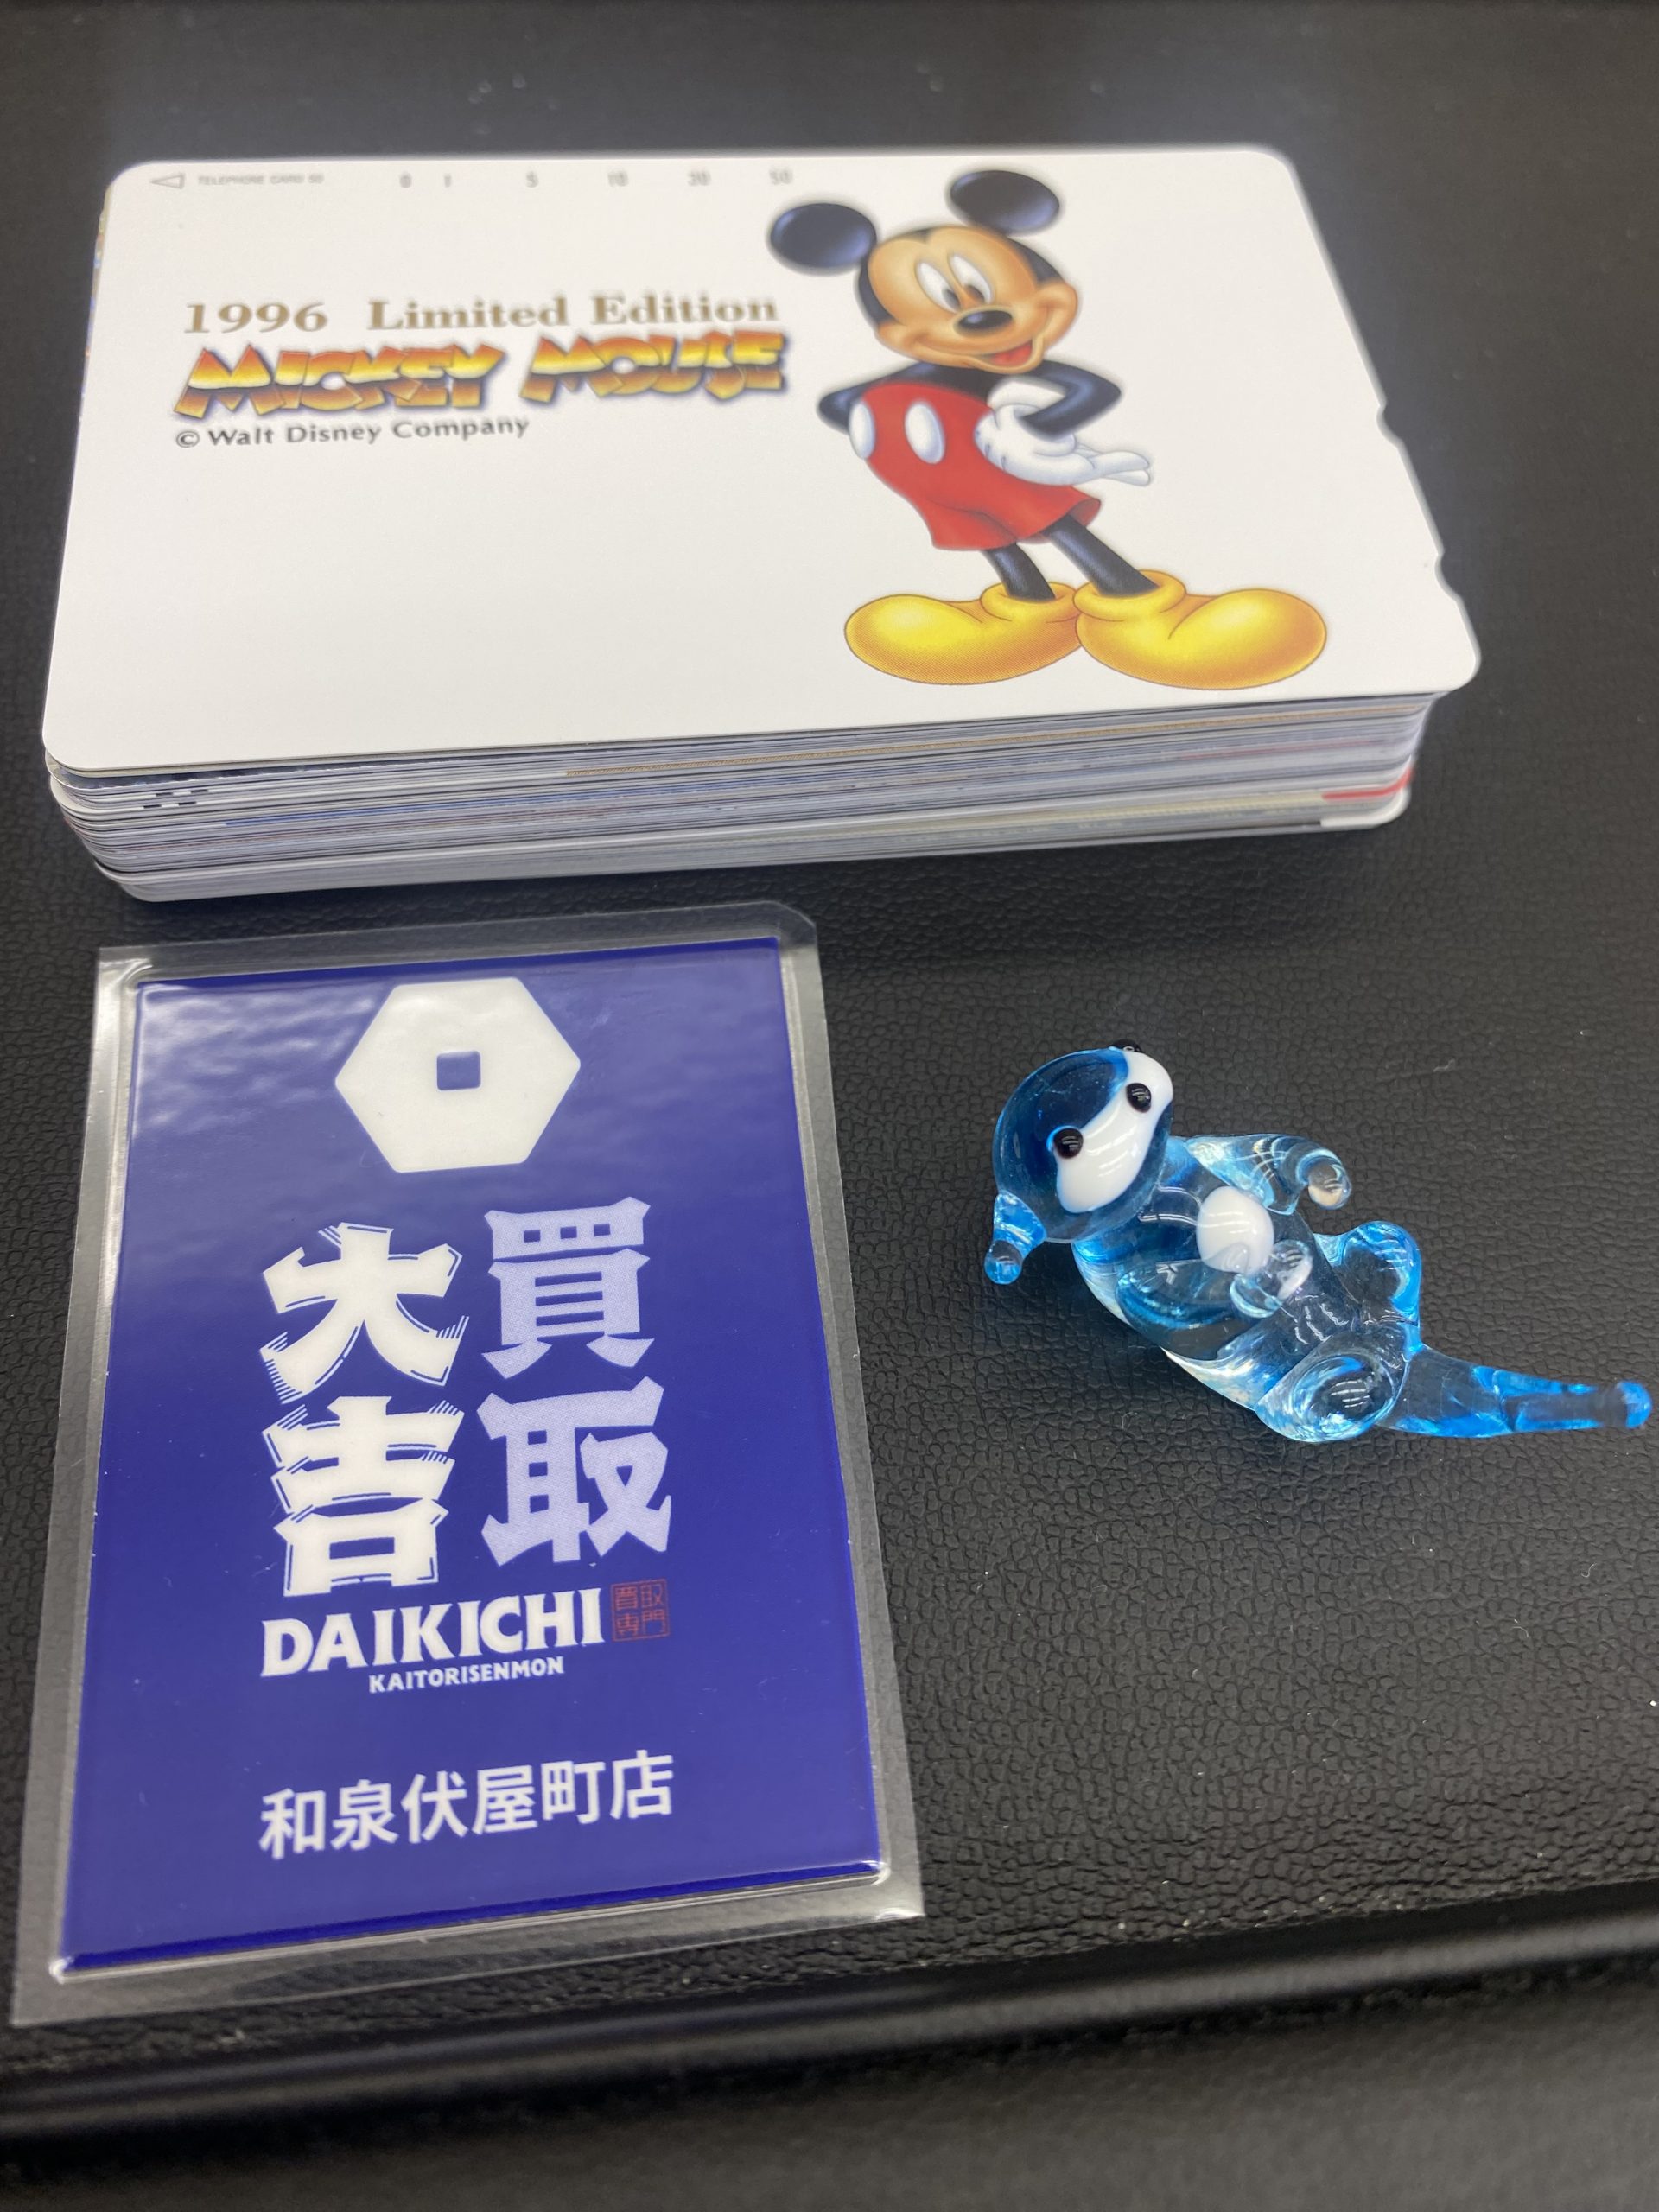 TELEPHONE CARD 50
0 1 5 10 30 50
1996 Limited Edition
MICKEY MOUSE
© Walt Disney Company
買取
大吉
DAIKICHI
買取専門
KAITORISENMON
和泉伏屋町店